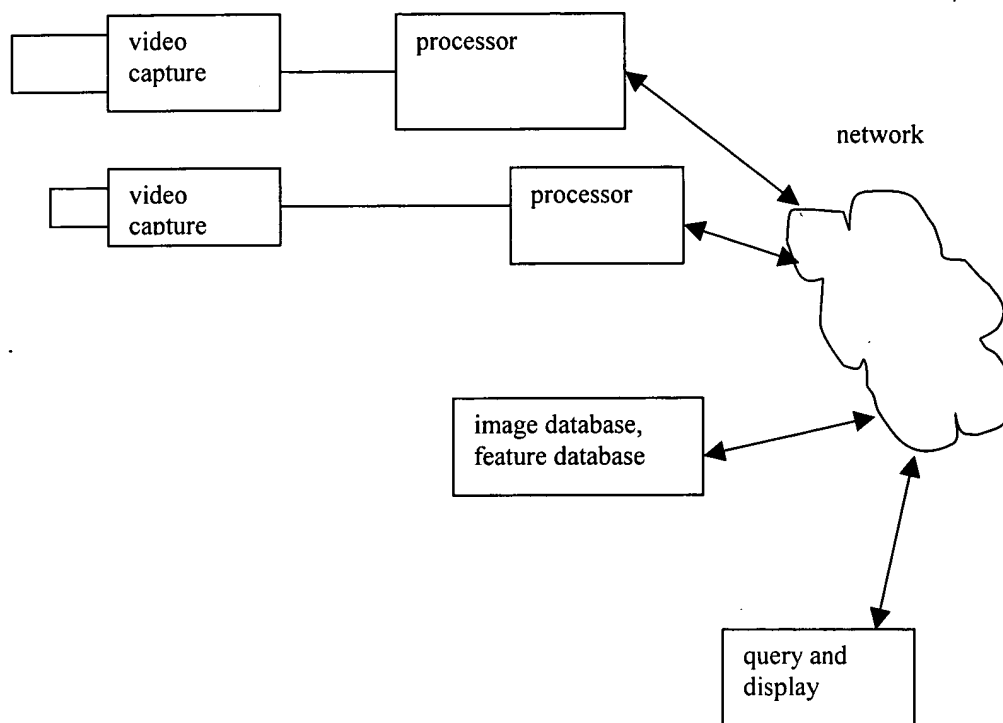 video
capture
processor
network
video
capture
processor
image database,
feature database
query and
display